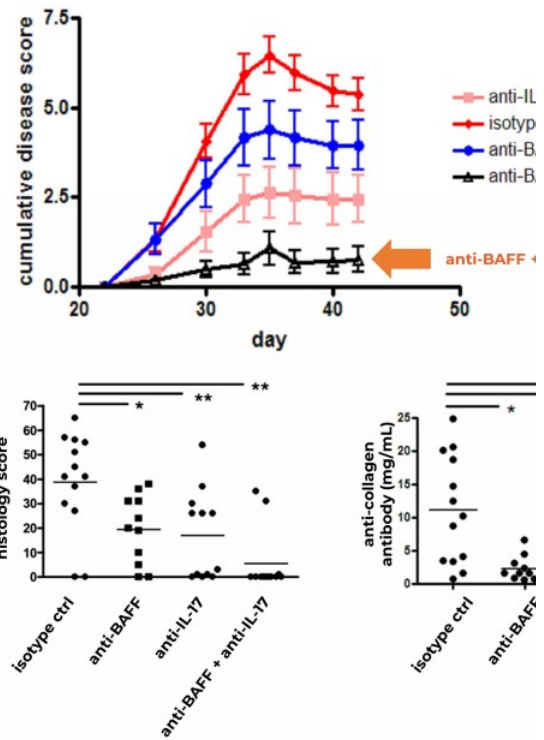 7.5
5.0
2.5
0.0
cumulative disease score
20
30
40
50
day
anti-IL
isotype
anti-BA
anti-BA
anti-BAFF +
** 
**
*
70
60
50
40
30
20
10
0
histology score
isotype ctrl
anti-BAFF
anti-IL-17
anti-BAFF + anti-IL-17
*
25
20
15
10
5
0
anti-collagen
antibody (mg/mL)
isotype ctrl
anti-BAFF